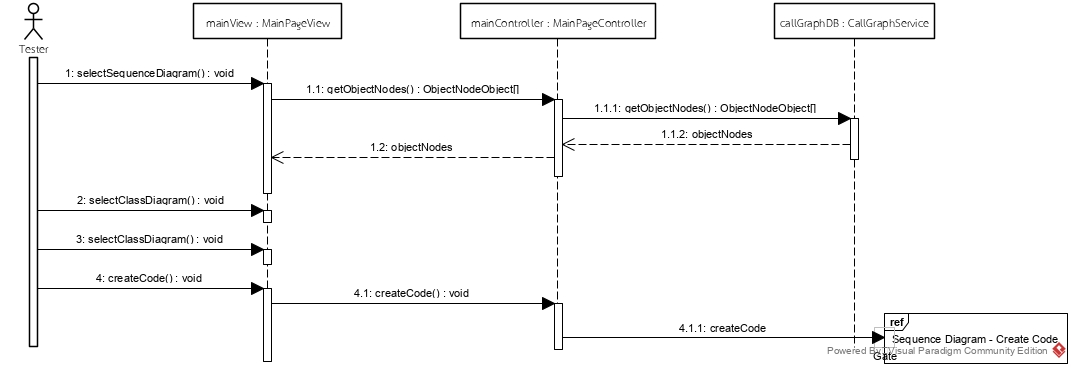 mainView : MainPageView
mainController : MainPageController
callGraphDB : CallGraphService
Tester
1: selectSequenceDiagram() : void
1.1: getObjectNodes() : ObjectNodeObject[]
1.1.1: getObjectNodes() : ObjectNodeObject[]
1.1.2: objectNodes
1.2: objectNodes
2: selectClassDiagram() : void
3: selectClassDiagram() : void
4: createCode() : void
4.1: createCode() : void
ref
4.1.1: createCode
Sequence Diagram - Create Code
Powered By Visual Paradigm Community Edition
Gate